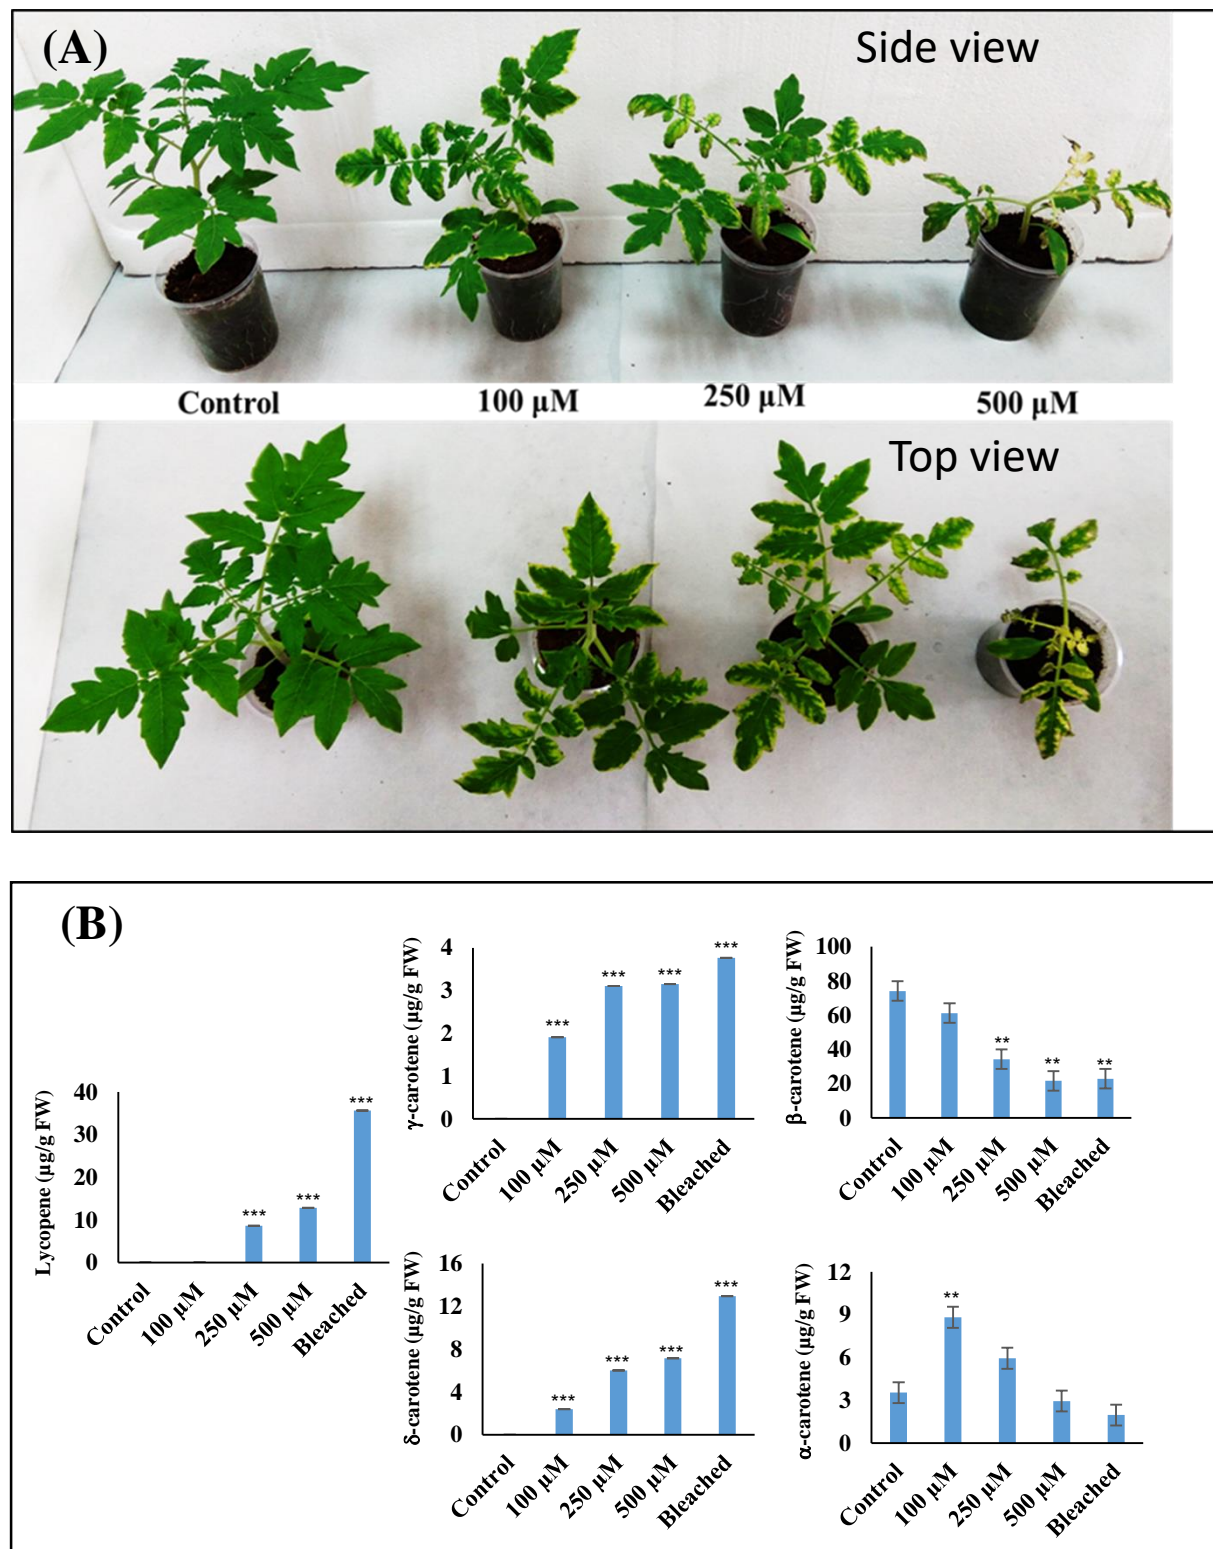 (A)
Side view
Control
100 µM
250 µM
500 µM
Top view
(B)
Lycopene (µg/g FW)
40
30
20
10
0
***
***
***
Control
100 µM
250 µM
500 µM
Bleached
γ-carotene (µg/g FW)
4
3
2
1
0
***
***
***
***
Control
100 µM
250 µM
500 µM
Bleached
β-carotene (µg/g FW)
100
80
60
40
20
0
**
**
**
Control
100 µM
250 µM
500 µM
Bleached
δ-carotene (µg/g FW)
16
12
8
4
0
***
***
***
***
Control
100 µM
250 µM
500 µM
Bleached
α-carotene (µg/g FW)
12
9
6
3
0
**
Control
100 µM
250 µM
500 µM
Bleached